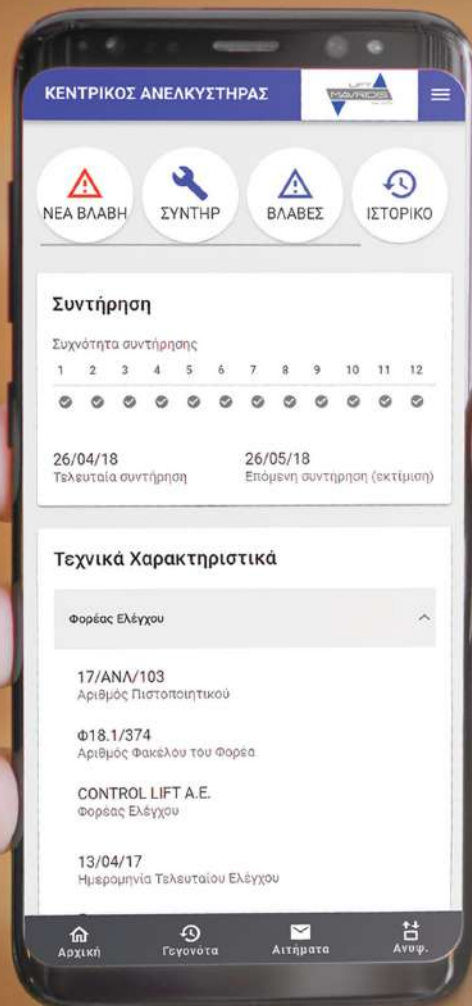 ΚΕΝΤΡΙΚΟΣ ΑΝΕΛΚΥΣΤΗΡΑΣ
LIFT
MAVRIDIS
ΝΕΑ ΒΛΑΒΗ ΣΥΝΤΗΡ ΒΛΑΒΕΣ ΙΣΤΟΡΙΚΟ
Συντήρηση
Συχνότητα συντήρησης
1 2 3 4 5 6 7 8 9 10 11 12
26/04/18 26/05/18
Τελευταία συντήρηση Επόμενη συντήρηση (εκτίμιση)
Τεχνικά Χαρακτηριστικά
Φορέας Ελέγχου
17/ΑΝΛ/103
Αριθμός Πιστοποιητικού
Φ18.1/374
Αριθμός Φακέλου του Φορέα
CONTROL LIFT Α.Ε.
Φορέας Ελέγχου
13/04/17
Ημερομηνία Τελευταίου Ελέγχου
Αρχική Γεγονότα Αιτήματα Ανυψ.